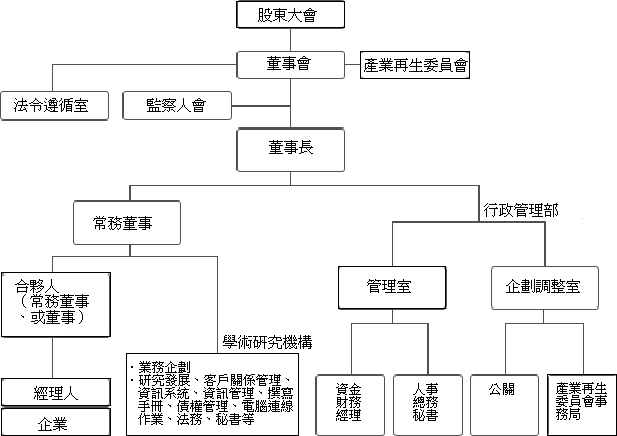 股東大會
董事會
產業再生委員會
法令遵循室
監察人會
董事長
常務董事
行政管理部
合夥人
（常務董事
、或董事）
管理室
企劃調整室
學術研究機構
經理人
企業
·業務企劃
·研究發展、客戶關係管理、
資訊系統、資訊管理、撰寫
手冊、債權管理、電腦連線
作業、法務、秘書等
資金
財務
經理
人事
總務
秘書
公關
產業再生
委員會事
務局